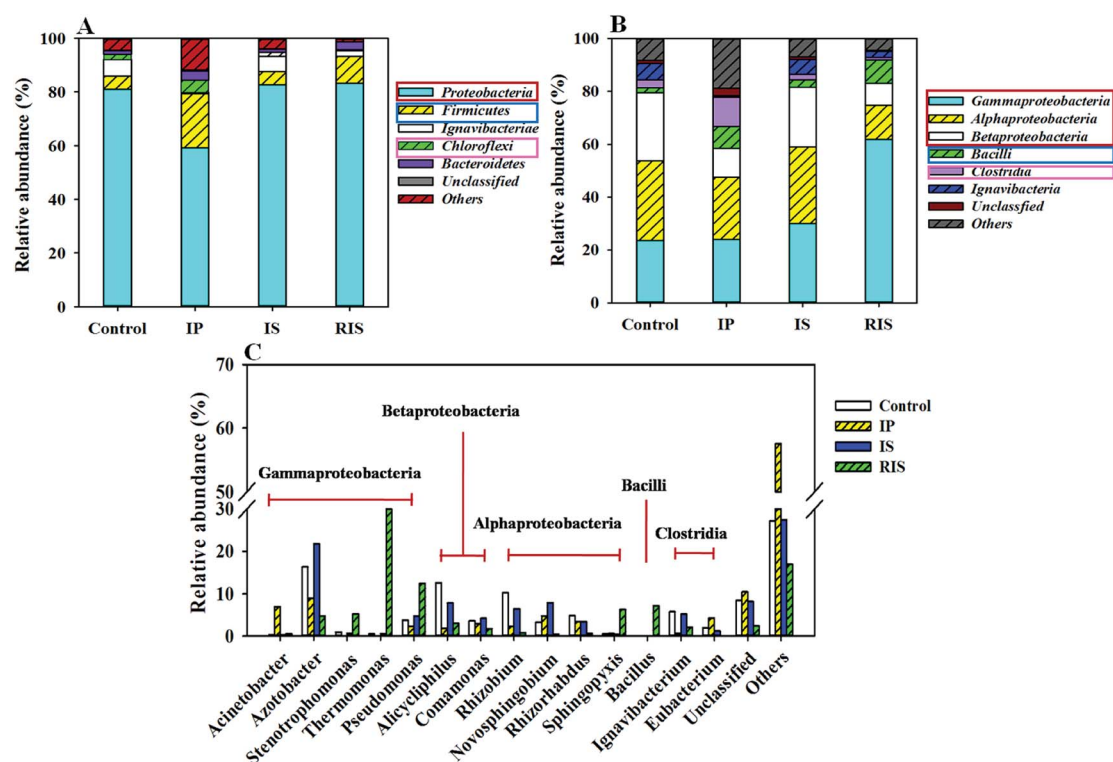 A
Relative abundance (%)
100
80
60
40
20
0
Control IP IS RIS
Proteobacteria
Firmicutes
Ignavibacteriae
Chloroflexi
Bacteroidetes
Unclassified
Others
B
Relative abundance (%)
100
80
60
40
20
0
Control IP IS RIS
Gammaproteobacteria
Alphaproteobacteria
Betaproteobacteria
Bacilli
Clostridia
Ignavibacteria
Unclassfied
Others
C
Relative abundance (%)
70
60
50
30
20
10
0
Betaproteobacteria
Gammaproteobacteria
Bacilli
Alphaproteobacteria
Clostridia
Control
IP
IS
RIS
Acinetobacter
Azotobacter
Stenotrophomonas
Thermomonas
Pseudomonas
Alicycliphilus
Comamonas
Rhizobium
Novosphingobium
Rhizorhabdus
Sphingopyxis
Bacillus
Ignavibacterium
Eubacterium
Unclassified
Others